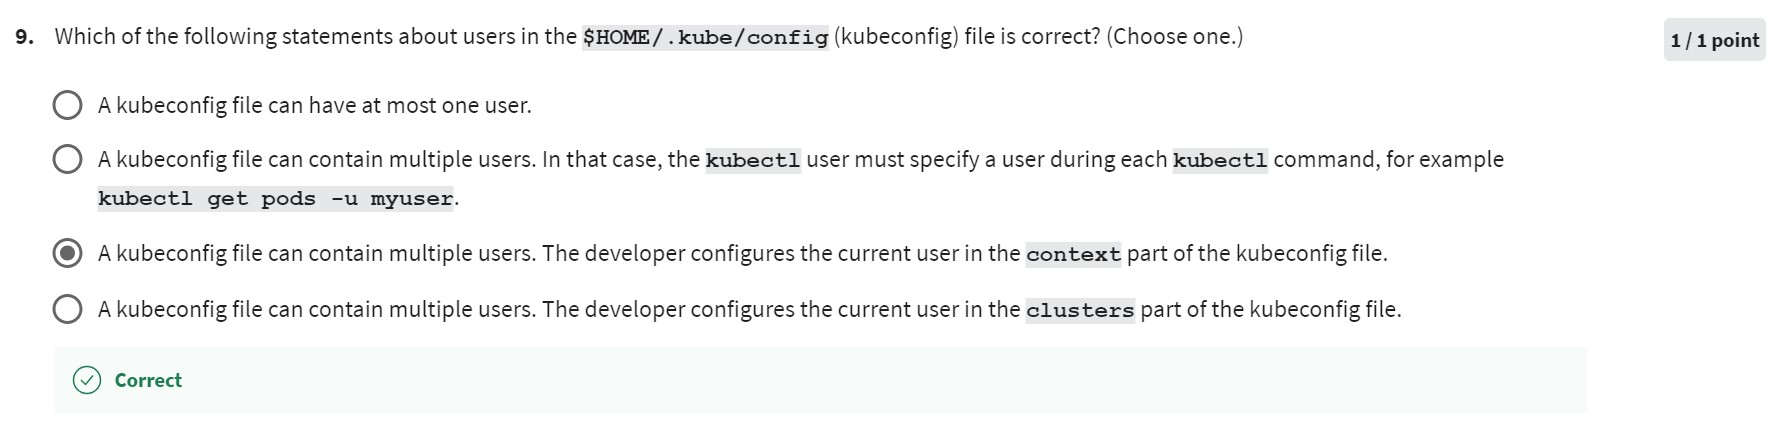 9. Which of the following statements about users in the $HOME/.kube/config (kubeconfig) file is correct? (Choose one.)
1 / 1 point
A kubeconfig file can have at most one user.
A kubeconfig file can contain multiple users. In that case, the kubectl user must specify a user during each kubectl command, for example
kubectl get pods -u myuser.
A kubeconfig file can contain multiple users. The developer configures the current user in the context part of the kubeconfig file.
A kubeconfig file can contain multiple users. The developer configures the current user in the clusters part of the kubeconfig file.
Correct